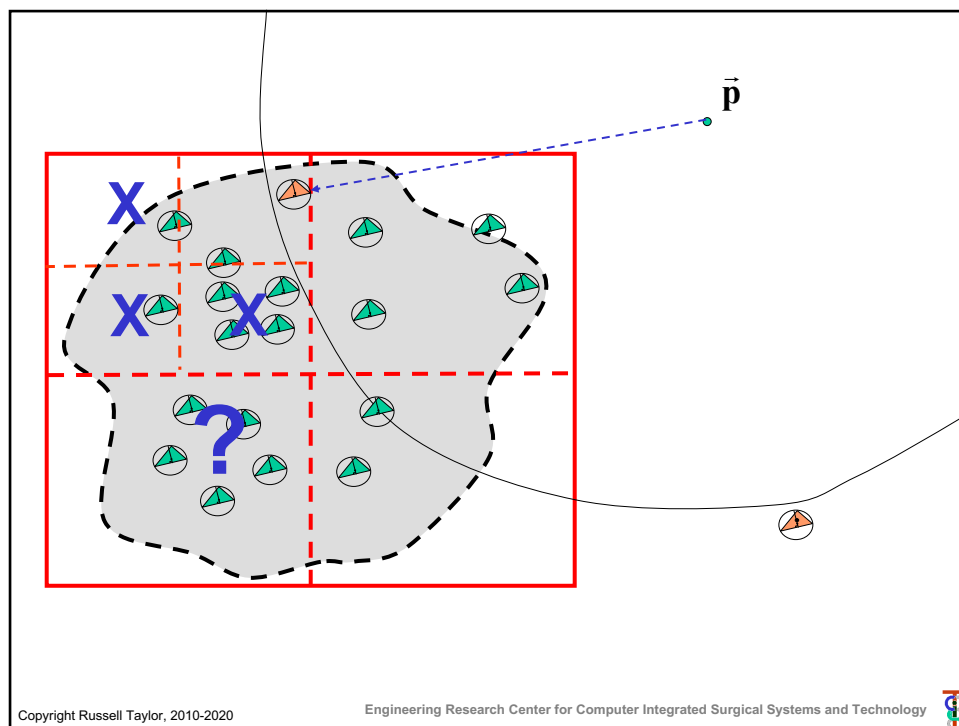 p
X
X X
?
Copyright Russell Taylor, 2010-2020
Engineering Research Center for Computer Integrated Surgical Systems and Technology